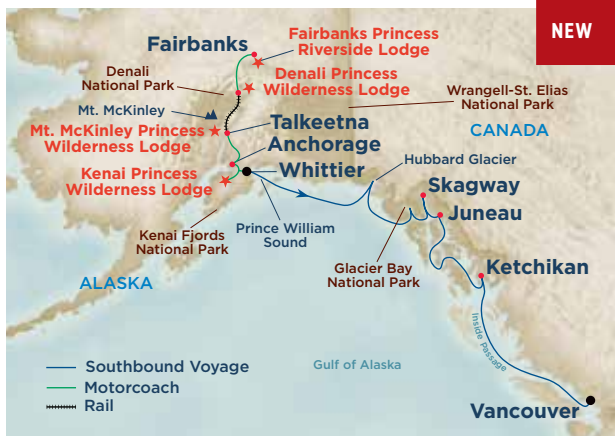 NEW
Fairbanks
Fairbanks Princess
Riverside Lodge
Denali
National Park
Denali Princess
Wilderness Lodge
Wrangell-St. Elias
National Park
Mt. McKinley
CANADA
Talkeetna
Mt. McKinley Princess
Wilderness Lodge
Anchorage
Whittier
Hubbard Glacier
Kenai Princess
Wilderness Lodge
Skagway
Juneau
Prince William
Sound
Kenai Fjords
National Park
Glacier Bay
National Park
Ketchikan
ALASKA
Inside Passage
Gulf of Alaska
Southbound Voyage
Motorcoach
Rail
Vancouver